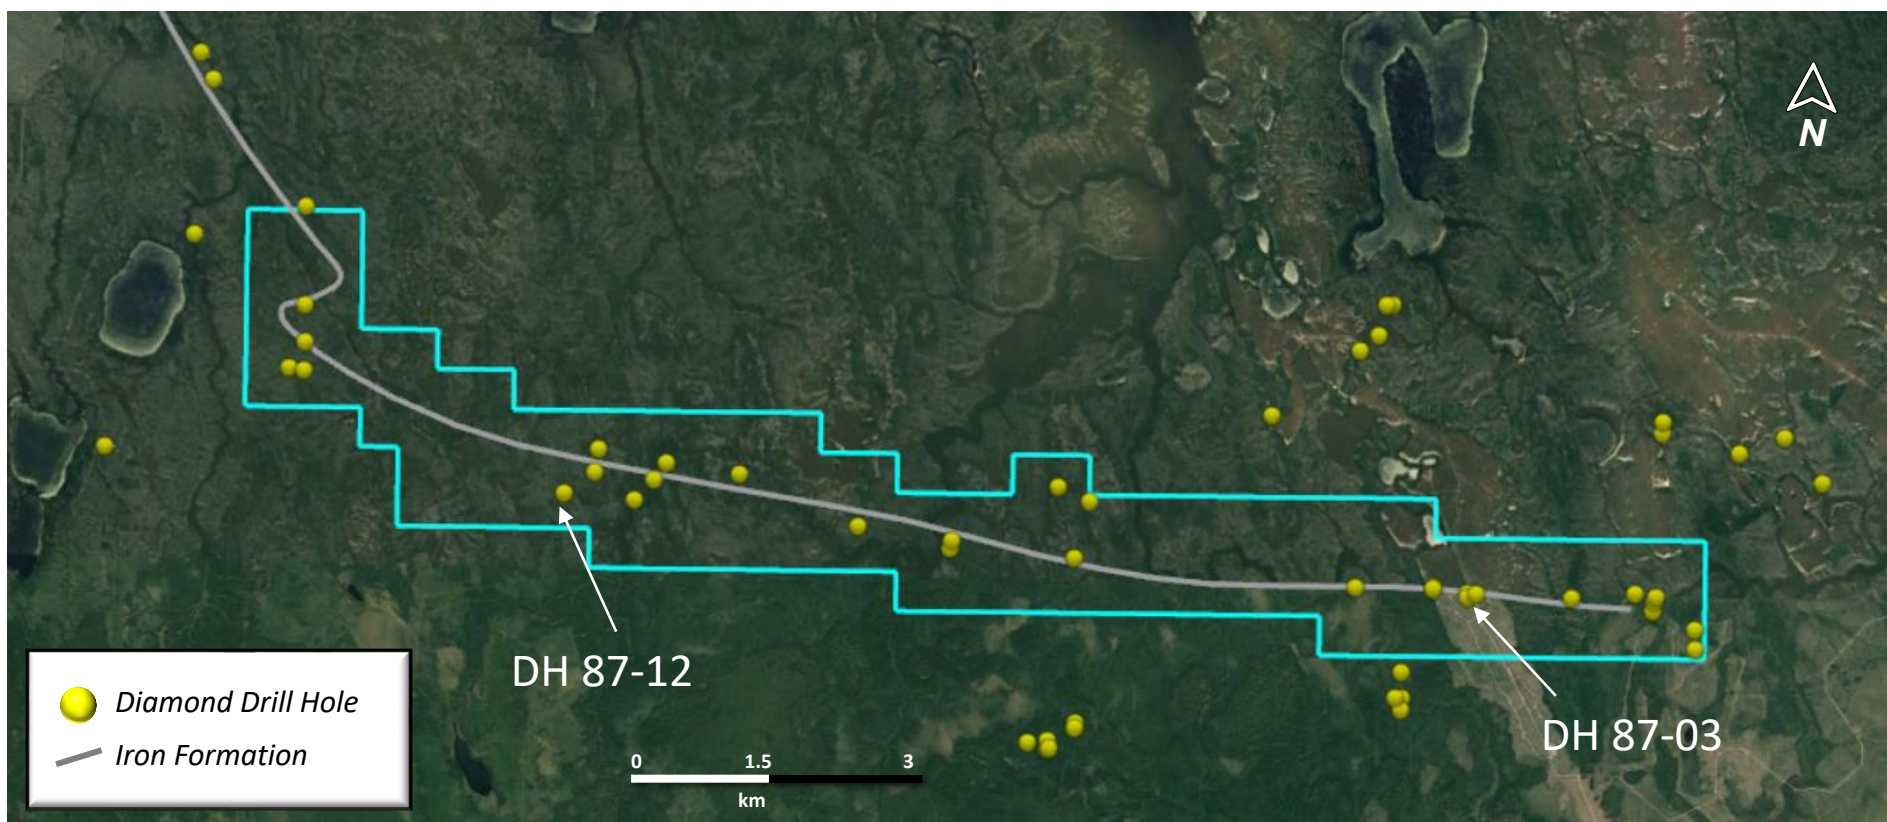 N
DH 87-12
DH 87-03
Diamond Drill Hole
Iron Formation
0 1.5 3
km